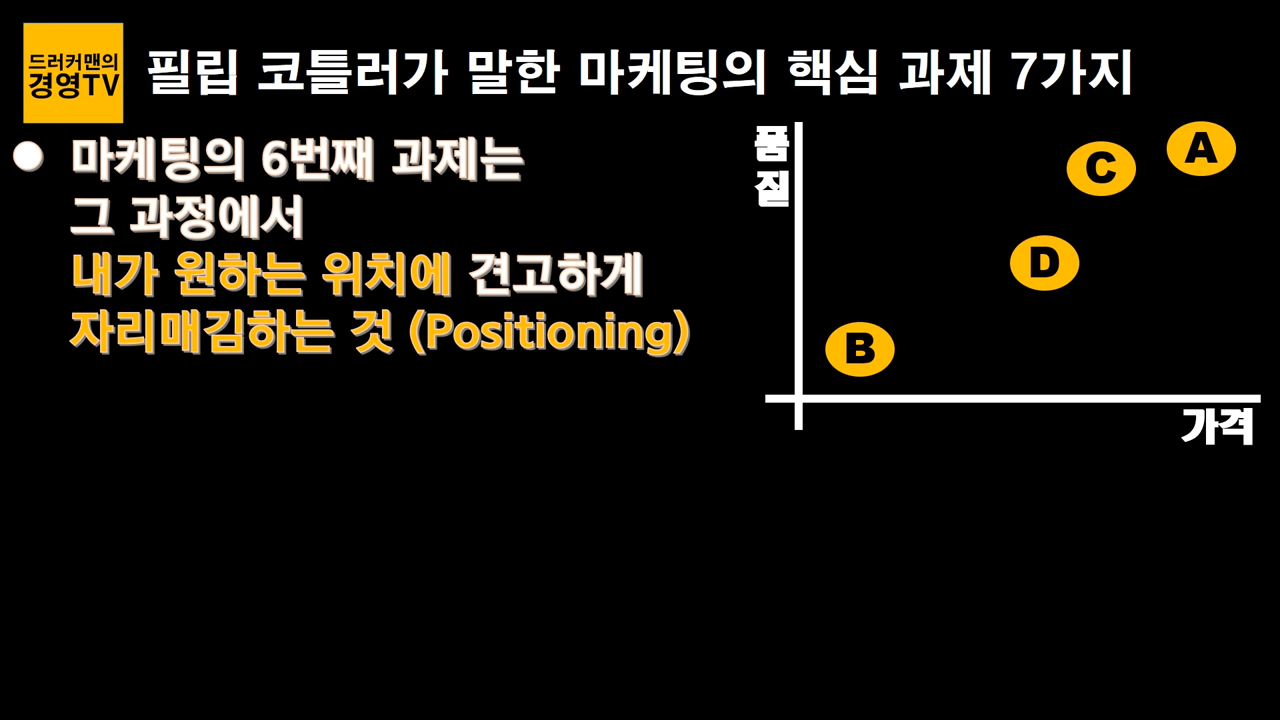 드러커맨의
경영TV
필립 코틀러가 말한 마케팅의 핵심 과제 7가지
마케팅의 6번째 과제는
그 과정에서
내가 원하는 위치에 견고하게
자리매김하는 것 (Positioning)
품
질
A
C
D
B
가격